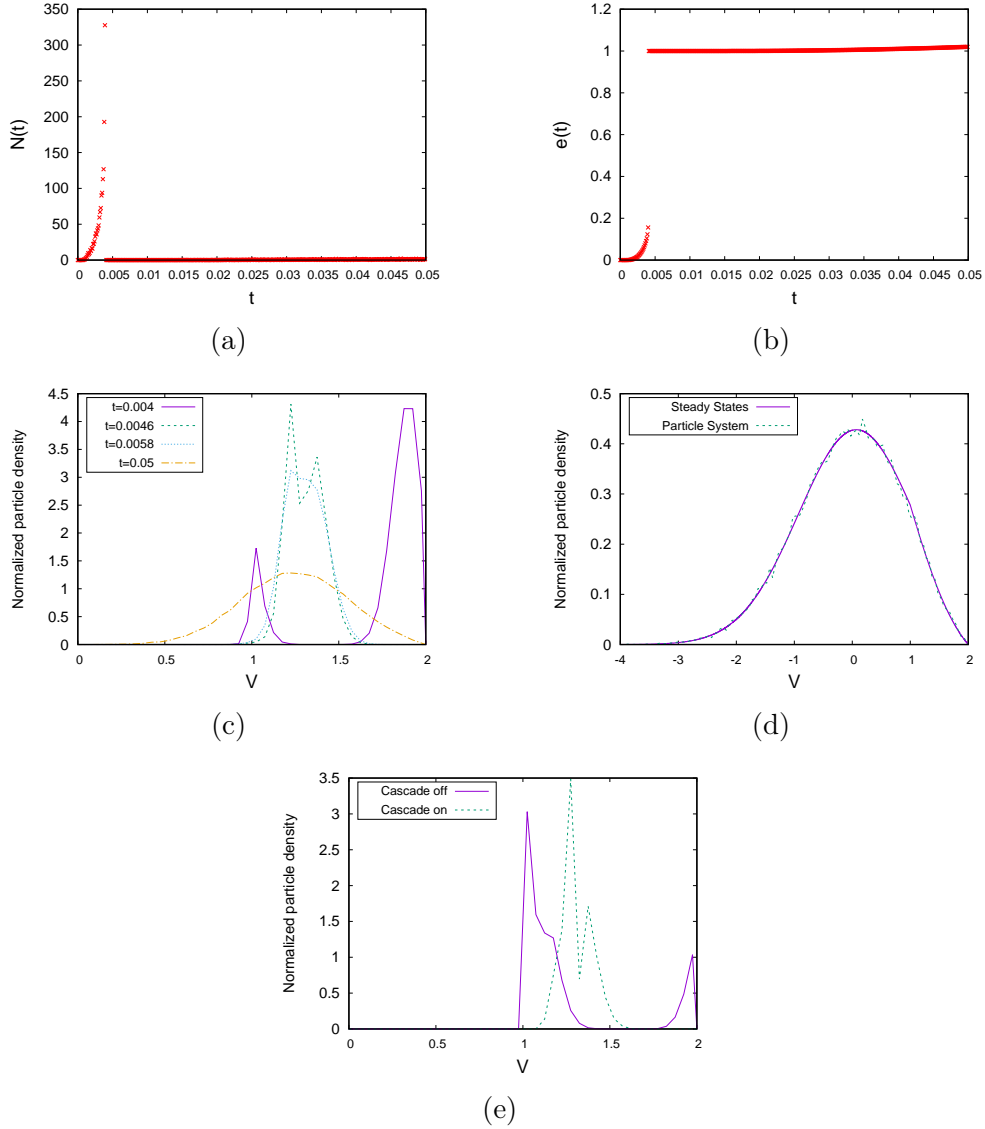 350
300
250
200
150
100
50
0
N(t)
0 0.005 0.01 0.015 0.02 0.025 0.03 0.035 0.04 0.045 0.05
t
(a)
1.2
1
0.8
0.6
0.4
0.2
0
e(t)
0 0.005 0.01 0.015 0.02 0.025 0.03 0.035 0.04 0.045 0.05
t
(b)
4.5
4
3.5
3
2.5
2
1.5
1
0.5
0
Normalized particle density
t=0.004
t=0.0046
t=0.0058
t=0.05
0 0.5 1 1.5 2
V
(c)
0.5
0.4
0.3
0.2
0.1
0
Normalized particle density
Steady States
Particle System
-4 -3 -2 -1 0 1 2
V
(d)
3.5
3
2.5
2
1.5
1
0.5
0
Normalized particle density
Cascade off
Cascade on
0 0.5 1 1.5 2
V
(e)